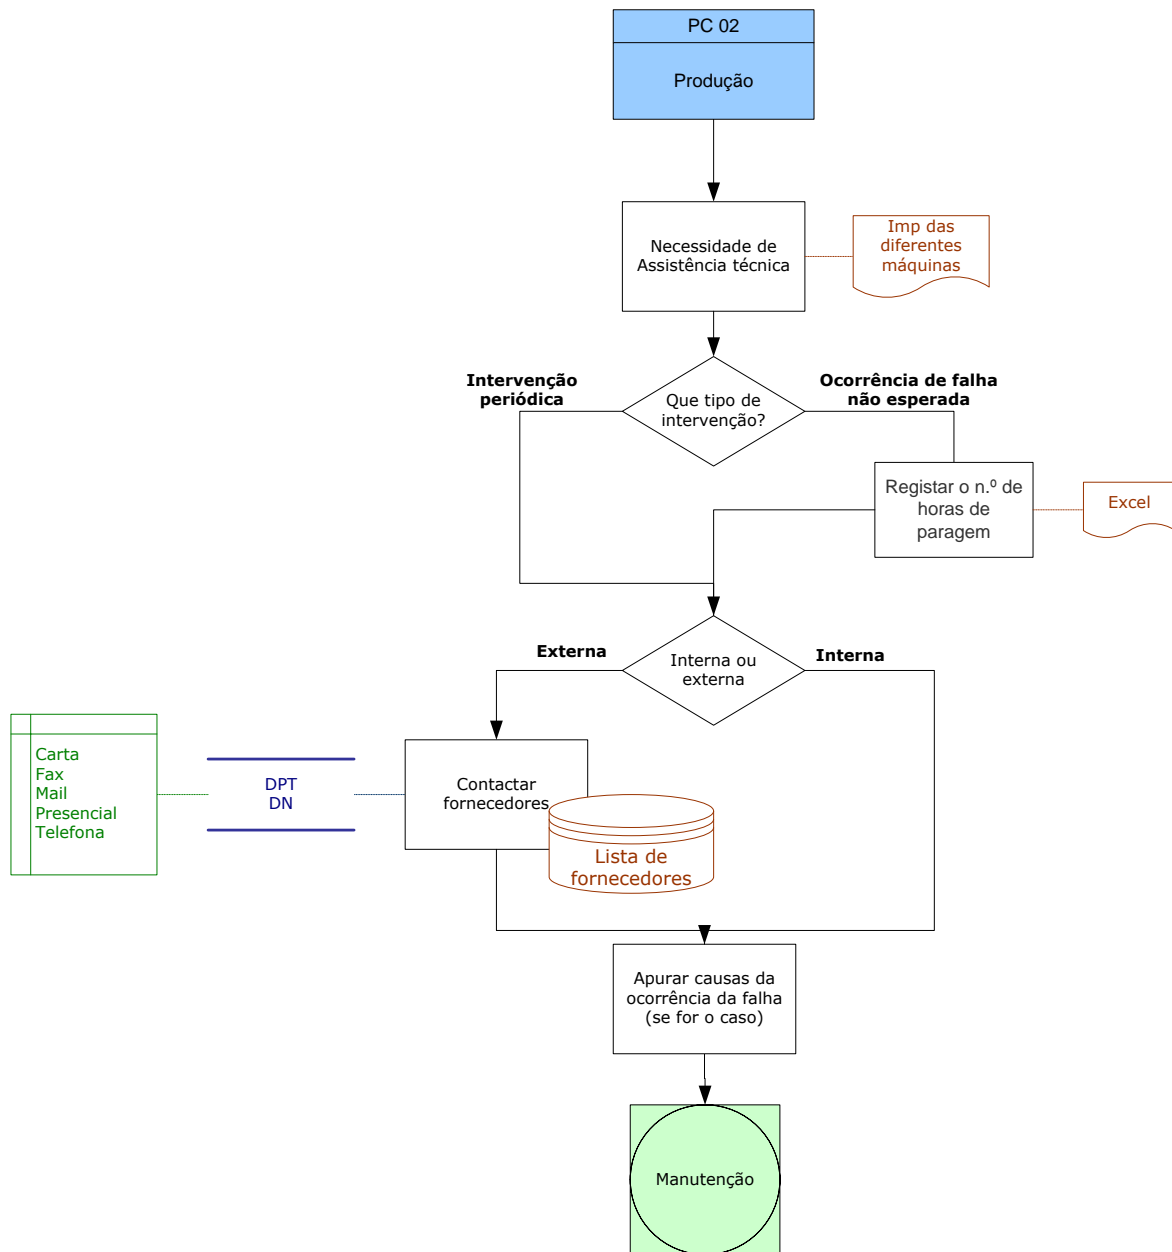 PC 02
Produção
Necessidade de
Assistência técnica
Imp das
diferentes
máquinas
Intervenção
periódica
Que tipo de
intervenção?
Ocorrência de falha
não esperada
Registar o n.º de
horas de
paragem
Excel
Externa
Interna ou
externa
Interna
Carta
Fax
Mail
Presencial
Telefona
DPT
DN
Contactar
fornecedores
Lista de
fornecedores
Apurar causas da
ocorrência da falha
(se for o caso)
Manutenção